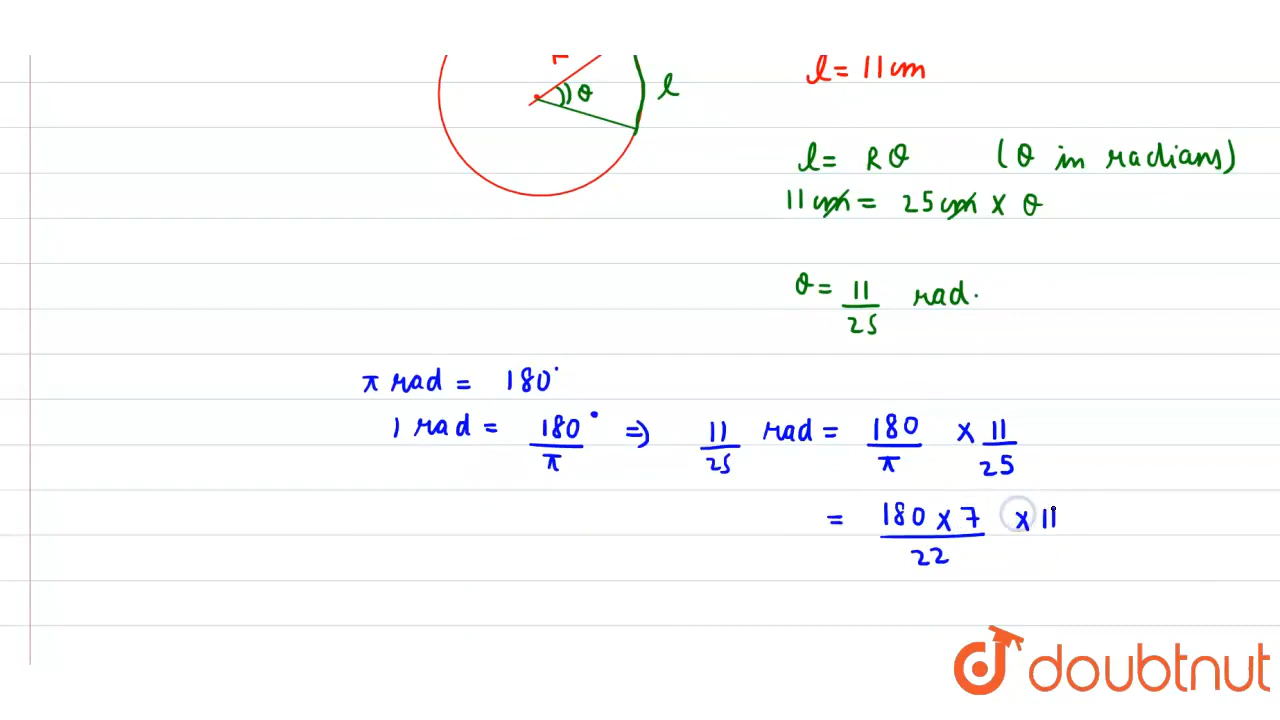 l = 11 cm
θ l
l = Rθ (θ in radians)
11 cm = 25 cm × θ
θ = 11/25 rad.
π rad = 180°
1 rad = 180°/π ⇒ 11/25 rad = 180/π × 11/25
= 180 × 7/22 × 11
doubtnut